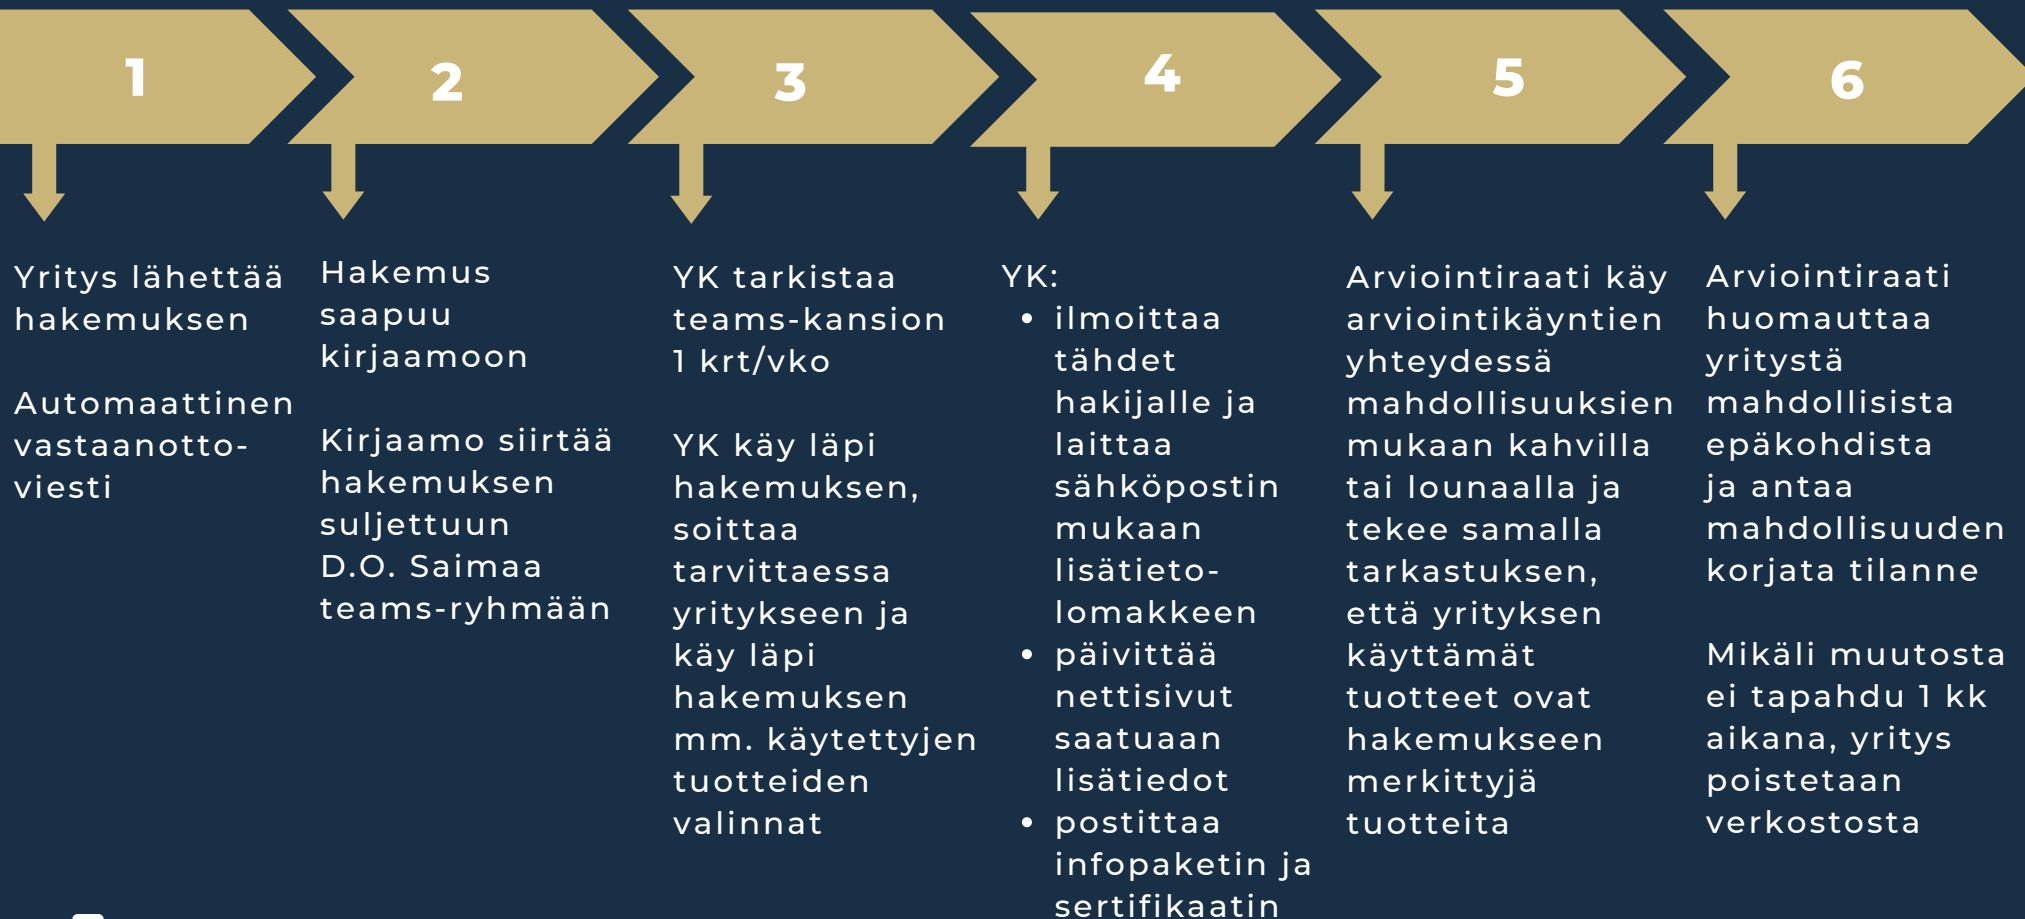 1
2
3
4
5
6
Yritys lähettää
hakemuksen
Automaattinen
vastaanotto-
viesti
Hakemus
saapuu
kirjaamoon
Kirjaamo siirtää
hakemuksen
suljettuun
D.O. Saimaa
teams-ryhmään
YK tarkistaa
teams-kansion
1 krt/vko
YK käy läpi
hakemuksen,
soittaa
tarvittaessa
yritykseen ja
käy läpi
hakemuksen
mm. käytettyjen
tuotteiden
valinnat
YK:
• ilmoittaa
tähdet
hakijalle ja
laittaa
sähköpostin
mukaan
lisätieto-
lomakkeen
• päivittää
nettisivut
saatuaan
lisätiedot
• postittaa
infopaketin ja
sertifikaatin
Arviointiraati käy
arviointikäyntien
yhteydessä
mahdollisuuksien
mukaan kahvilla
tai lounaalla ja
tekee samalla
tarkastuksen,
että yrityksen
käyttämät
tuotteet ovat
hakemukseen
merkittyjä
tuotteita
Arviointiraati
huomauttaa
yritystä
mahdollisista
epäkohdista
ja antaa
mahdollisuuden
korjata tilanne
Mikäli muutosta
ei tapahdu 1 kk
aikana, yritys
poistetaan
verkostosta